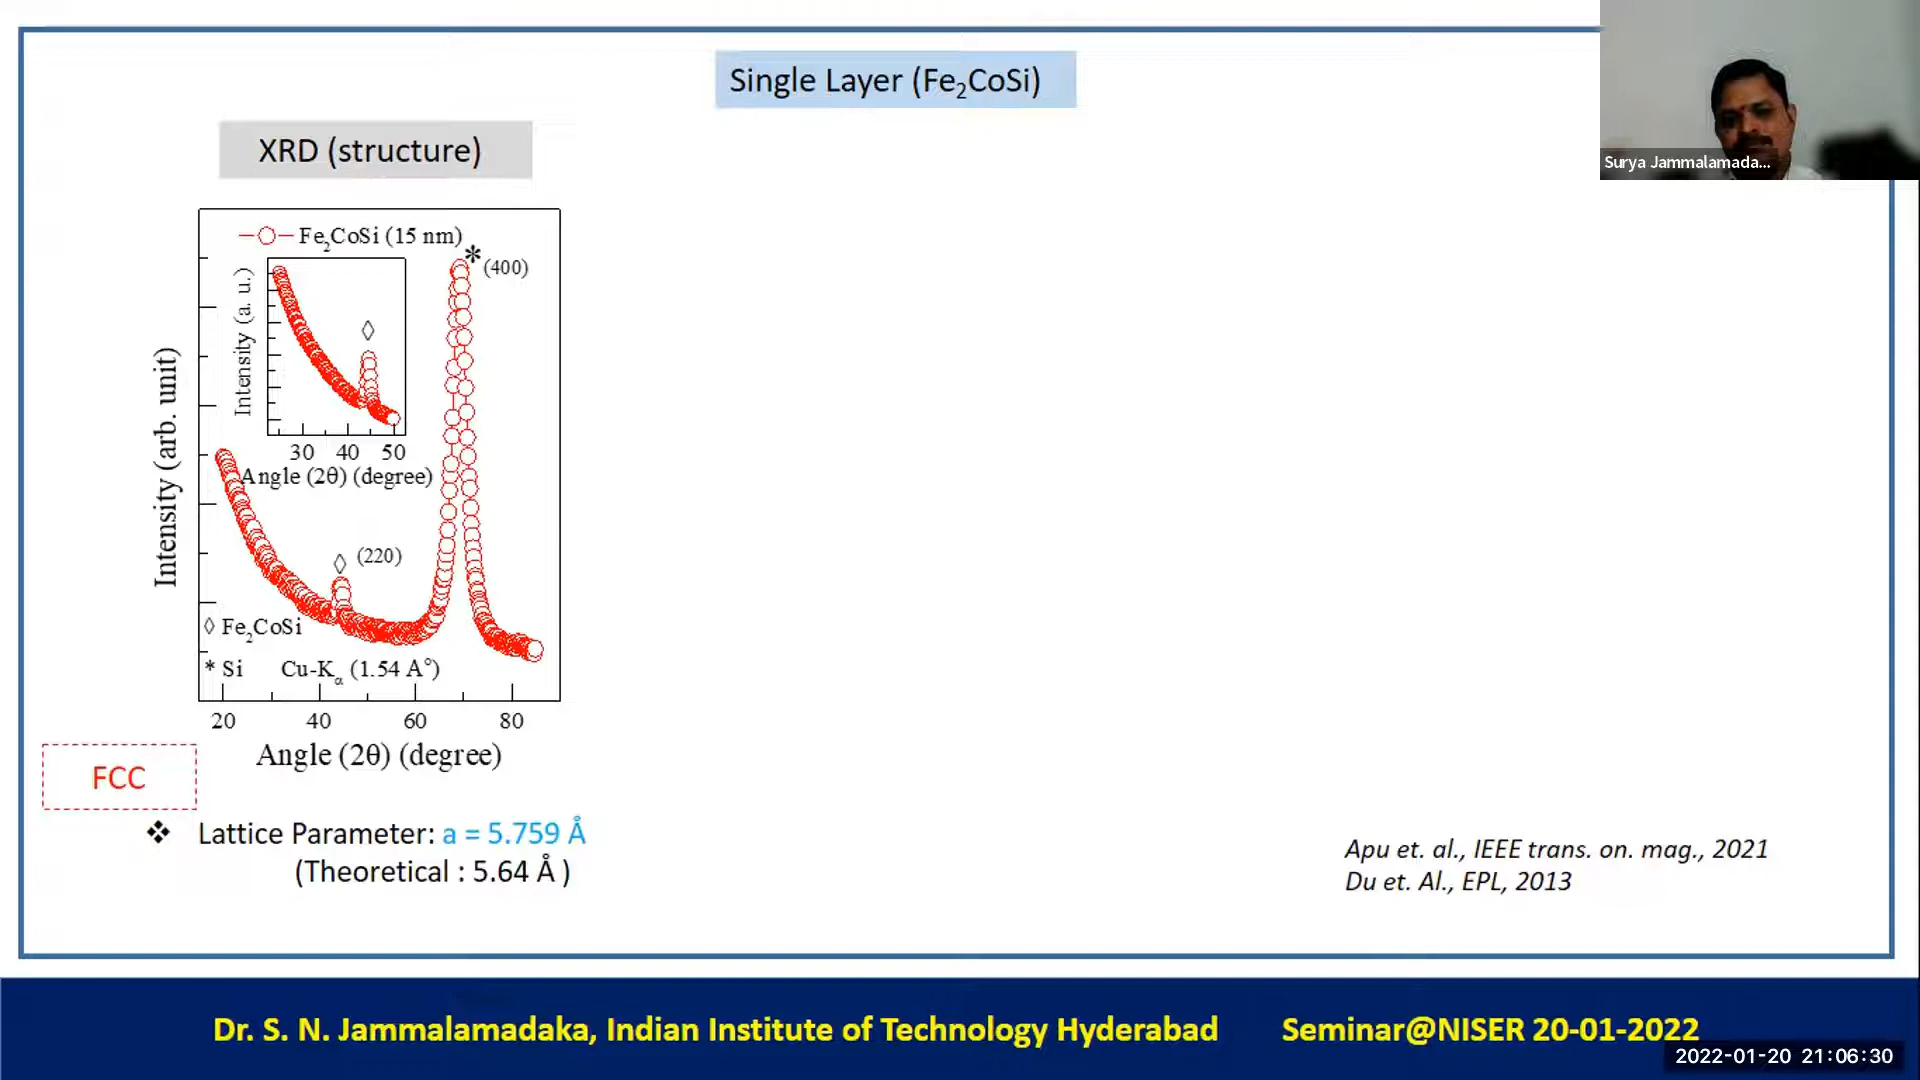 Single Layer (Fe₂CoSi)
Surya Jammalamada...
XRD (structure)
Fe₂CoSi (15 nm)
* (400)
Intensity (a. u.)
◊
30 40 50
Angle (2θ) (degree)
Intensity (arb. unit)
◊ (220)
◊ Fe₂CoSi
* Si Cu-Kα (1.54 A°)
20 40 60 80
Angle (2θ) (degree)
FCC
❖ Lattice Parameter: a = 5.759 Å
(Theoretical : 5.64 Å )
Apu et. al., IEEE trans. on. mag., 2021
Du et. Al., EPL, 2013
Dr. S. N. Jammalamadaka, Indian Institute of Technology Hyderabad Seminar@NISER 20-01-2022
2022-01-20 21:06:30